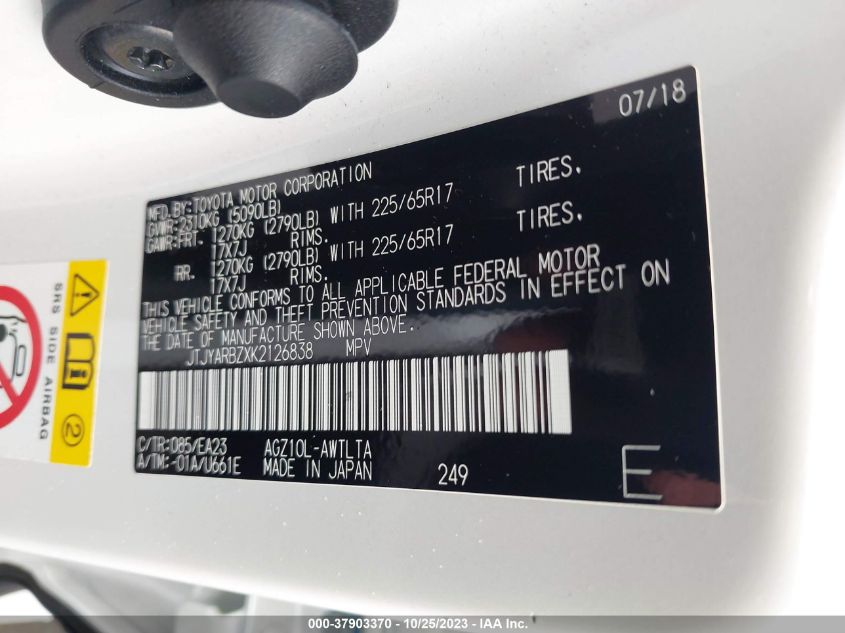 07/18
MFD.BY:TOYOTA MOTOR CORPORATION
GVWR:2310KG (5090LB)
GAWR:FRT. 1270KG (2790LB) WITH 225/65R17 TIRES,
17X7J RIMS.
RR. 1270KG (2790LB) WITH 225/65R17 TIRES,
17X7J RIMS.
THIS VEHICLE CONFORMS TO ALL APPLICABLE FEDERAL MOTOR
VEHICLE SAFETY AND THEFT PREVENTION STANDARDS IN EFFECT ON
THE DATE OF MANUFACTURE SHOWN ABOVE.
JTJYARBZXK2126838 MPV
C/TR:085/EA23 AGZ10L-AWTLTA
A/TM:-01A/U661E MADE IN JAPAN 249
E
SRS SIDE AIRBAG
2
000-37903370 - 10/25/2023 - IAA Inc.